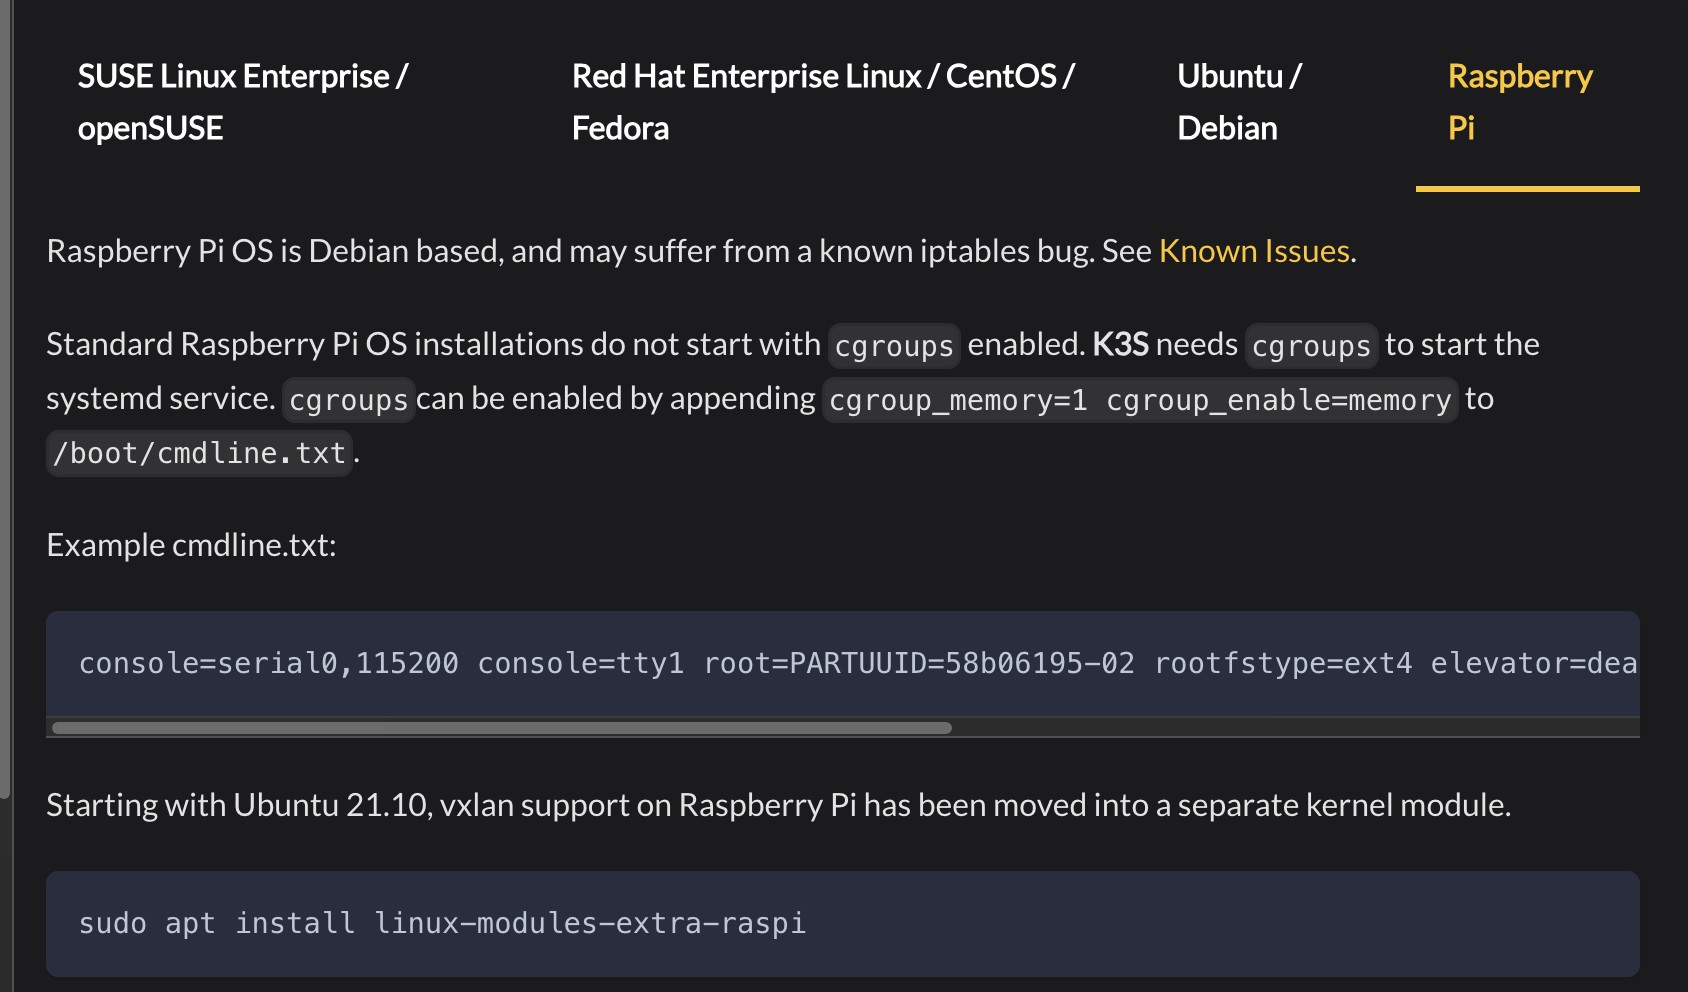 SUSE Linux Enterprise /
openSUSE
Red Hat Enterprise Linux / CentOS /
Fedora
Ubuntu /
Debian
Raspberry
Pi
Raspberry Pi OS is Debian based, and may suffer from a known iptables bug. See Known Issues.
Standard Raspberry Pi OS installations do not start with cgroups enabled. K3S needs cgroups to start the
systemd service. cgroups can be enabled by appending cgroup_memory=1 cgroup_enable=memory to
/boot/cmdline.txt.
Example cmdline.txt:
console=serial0,115200 console=tty1 root=PARTUUID=58b06195-02 rootfstype=ext4 elevator=dea
Starting with Ubuntu 21.10, vxlan support on Raspberry Pi has been moved into a separate kernel module.
sudo apt install linux-modules-extra-raspi